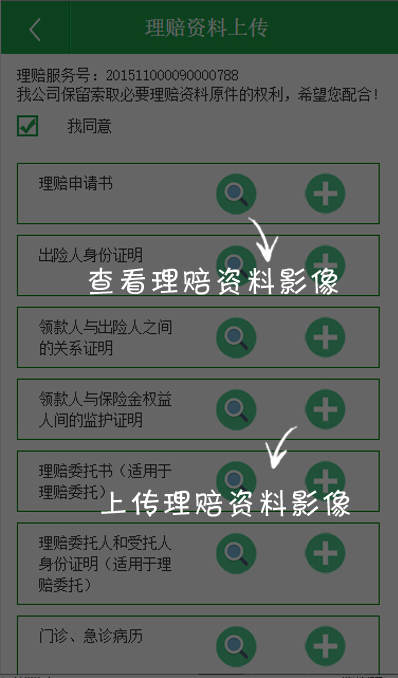 理赔资料上传
理赔服务号：201511000090000788
我公司保留索取必要理赔资料原件的权利，希望您配合！
我同意
理赔申请书
出险人身份证明
查看理赔资料影像
领款人与出险人之间
的关系证明
领款人与保险金权益
人间的监护证明
理赔委托书（适用于
理赔委托）
上传理赔资料影像
理赔委托人和受托人
身份证明（适用于理
赔委托）
门诊、急诊病历